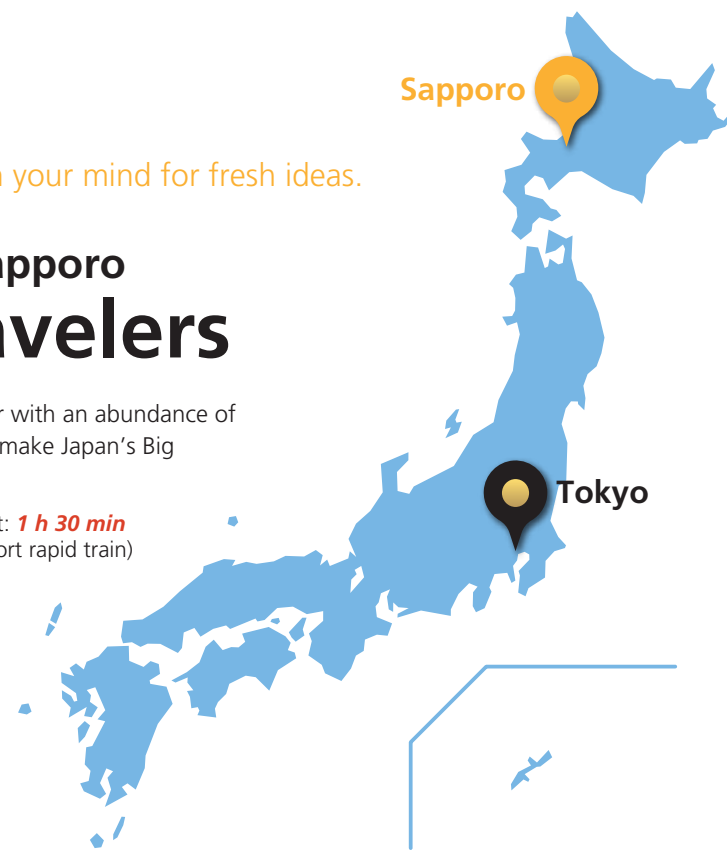 Sapporo
your mind for fresh ideas.
apporo
avelers
with an abundance of
make Japan's Big
Tokyo
: 1 h 30 min
ort rapid train)